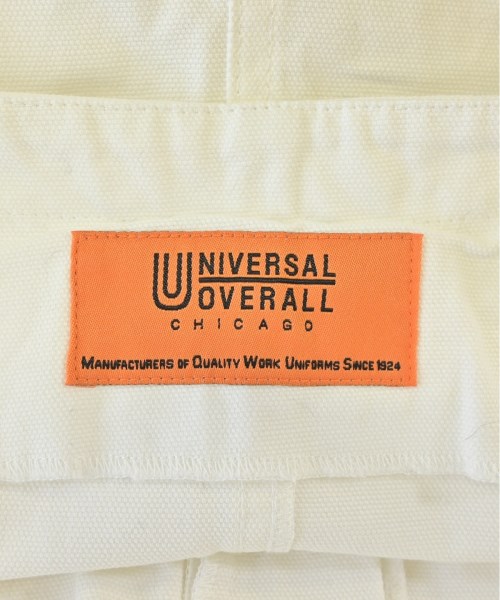 UNIVERSAL
OVERALL
CHICAGO
MANUFACTURERS OF QUALITY WORK UNIFORMS SINCE 1924